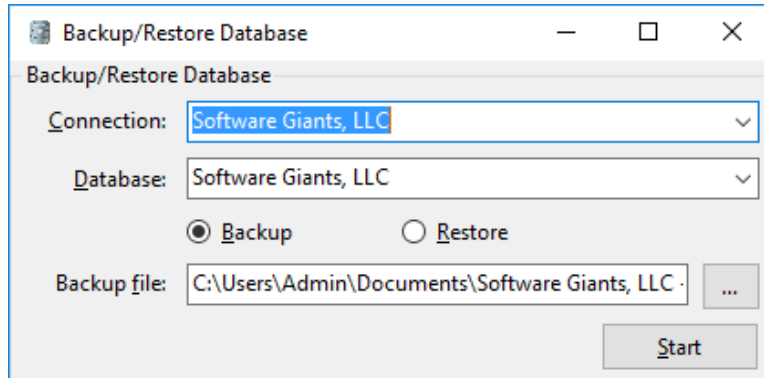 Backup/Restore Database
Backup/Restore Database
Connection: Software Giants, LLC
Database: Software Giants, LLC
Backup Restore
Backup file: C:\Users\Admin\Documents\Software Giants, LLC - ...
Start